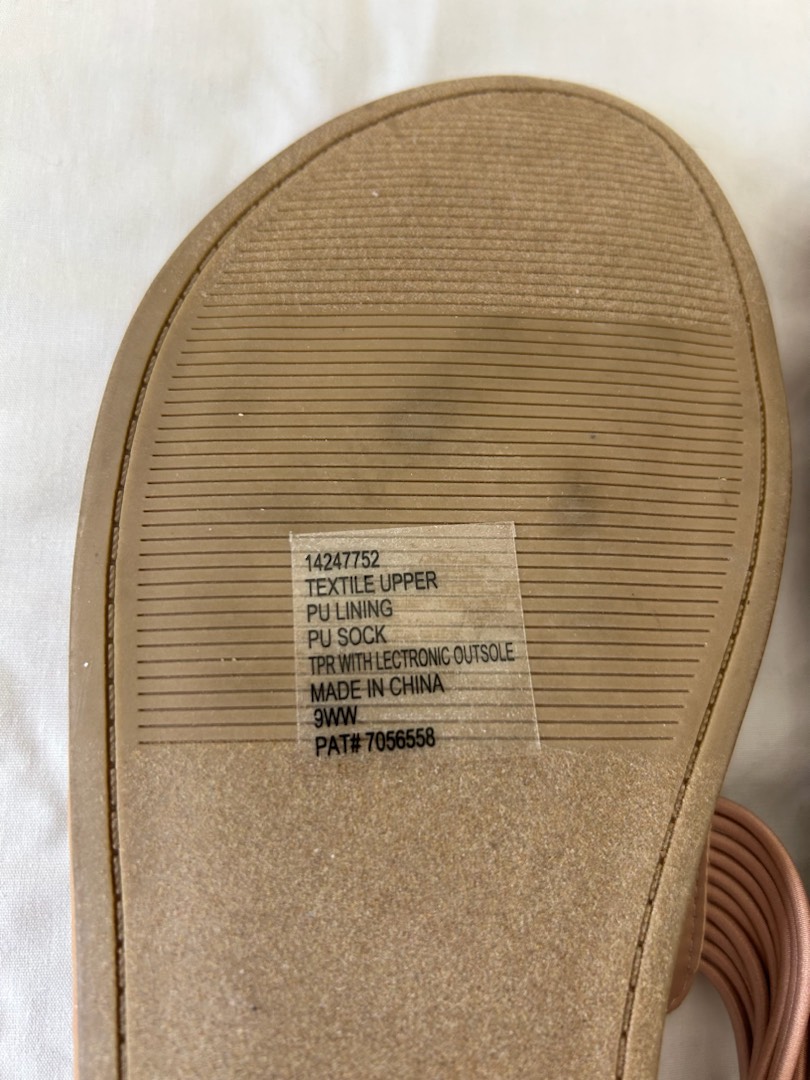 14247752
TEXTILE UPPER
PU LINING
PU SOCK
TPR WITH LECTRONIC OUTSOLE
MADE IN CHINA
9WW
PAT# 7056558